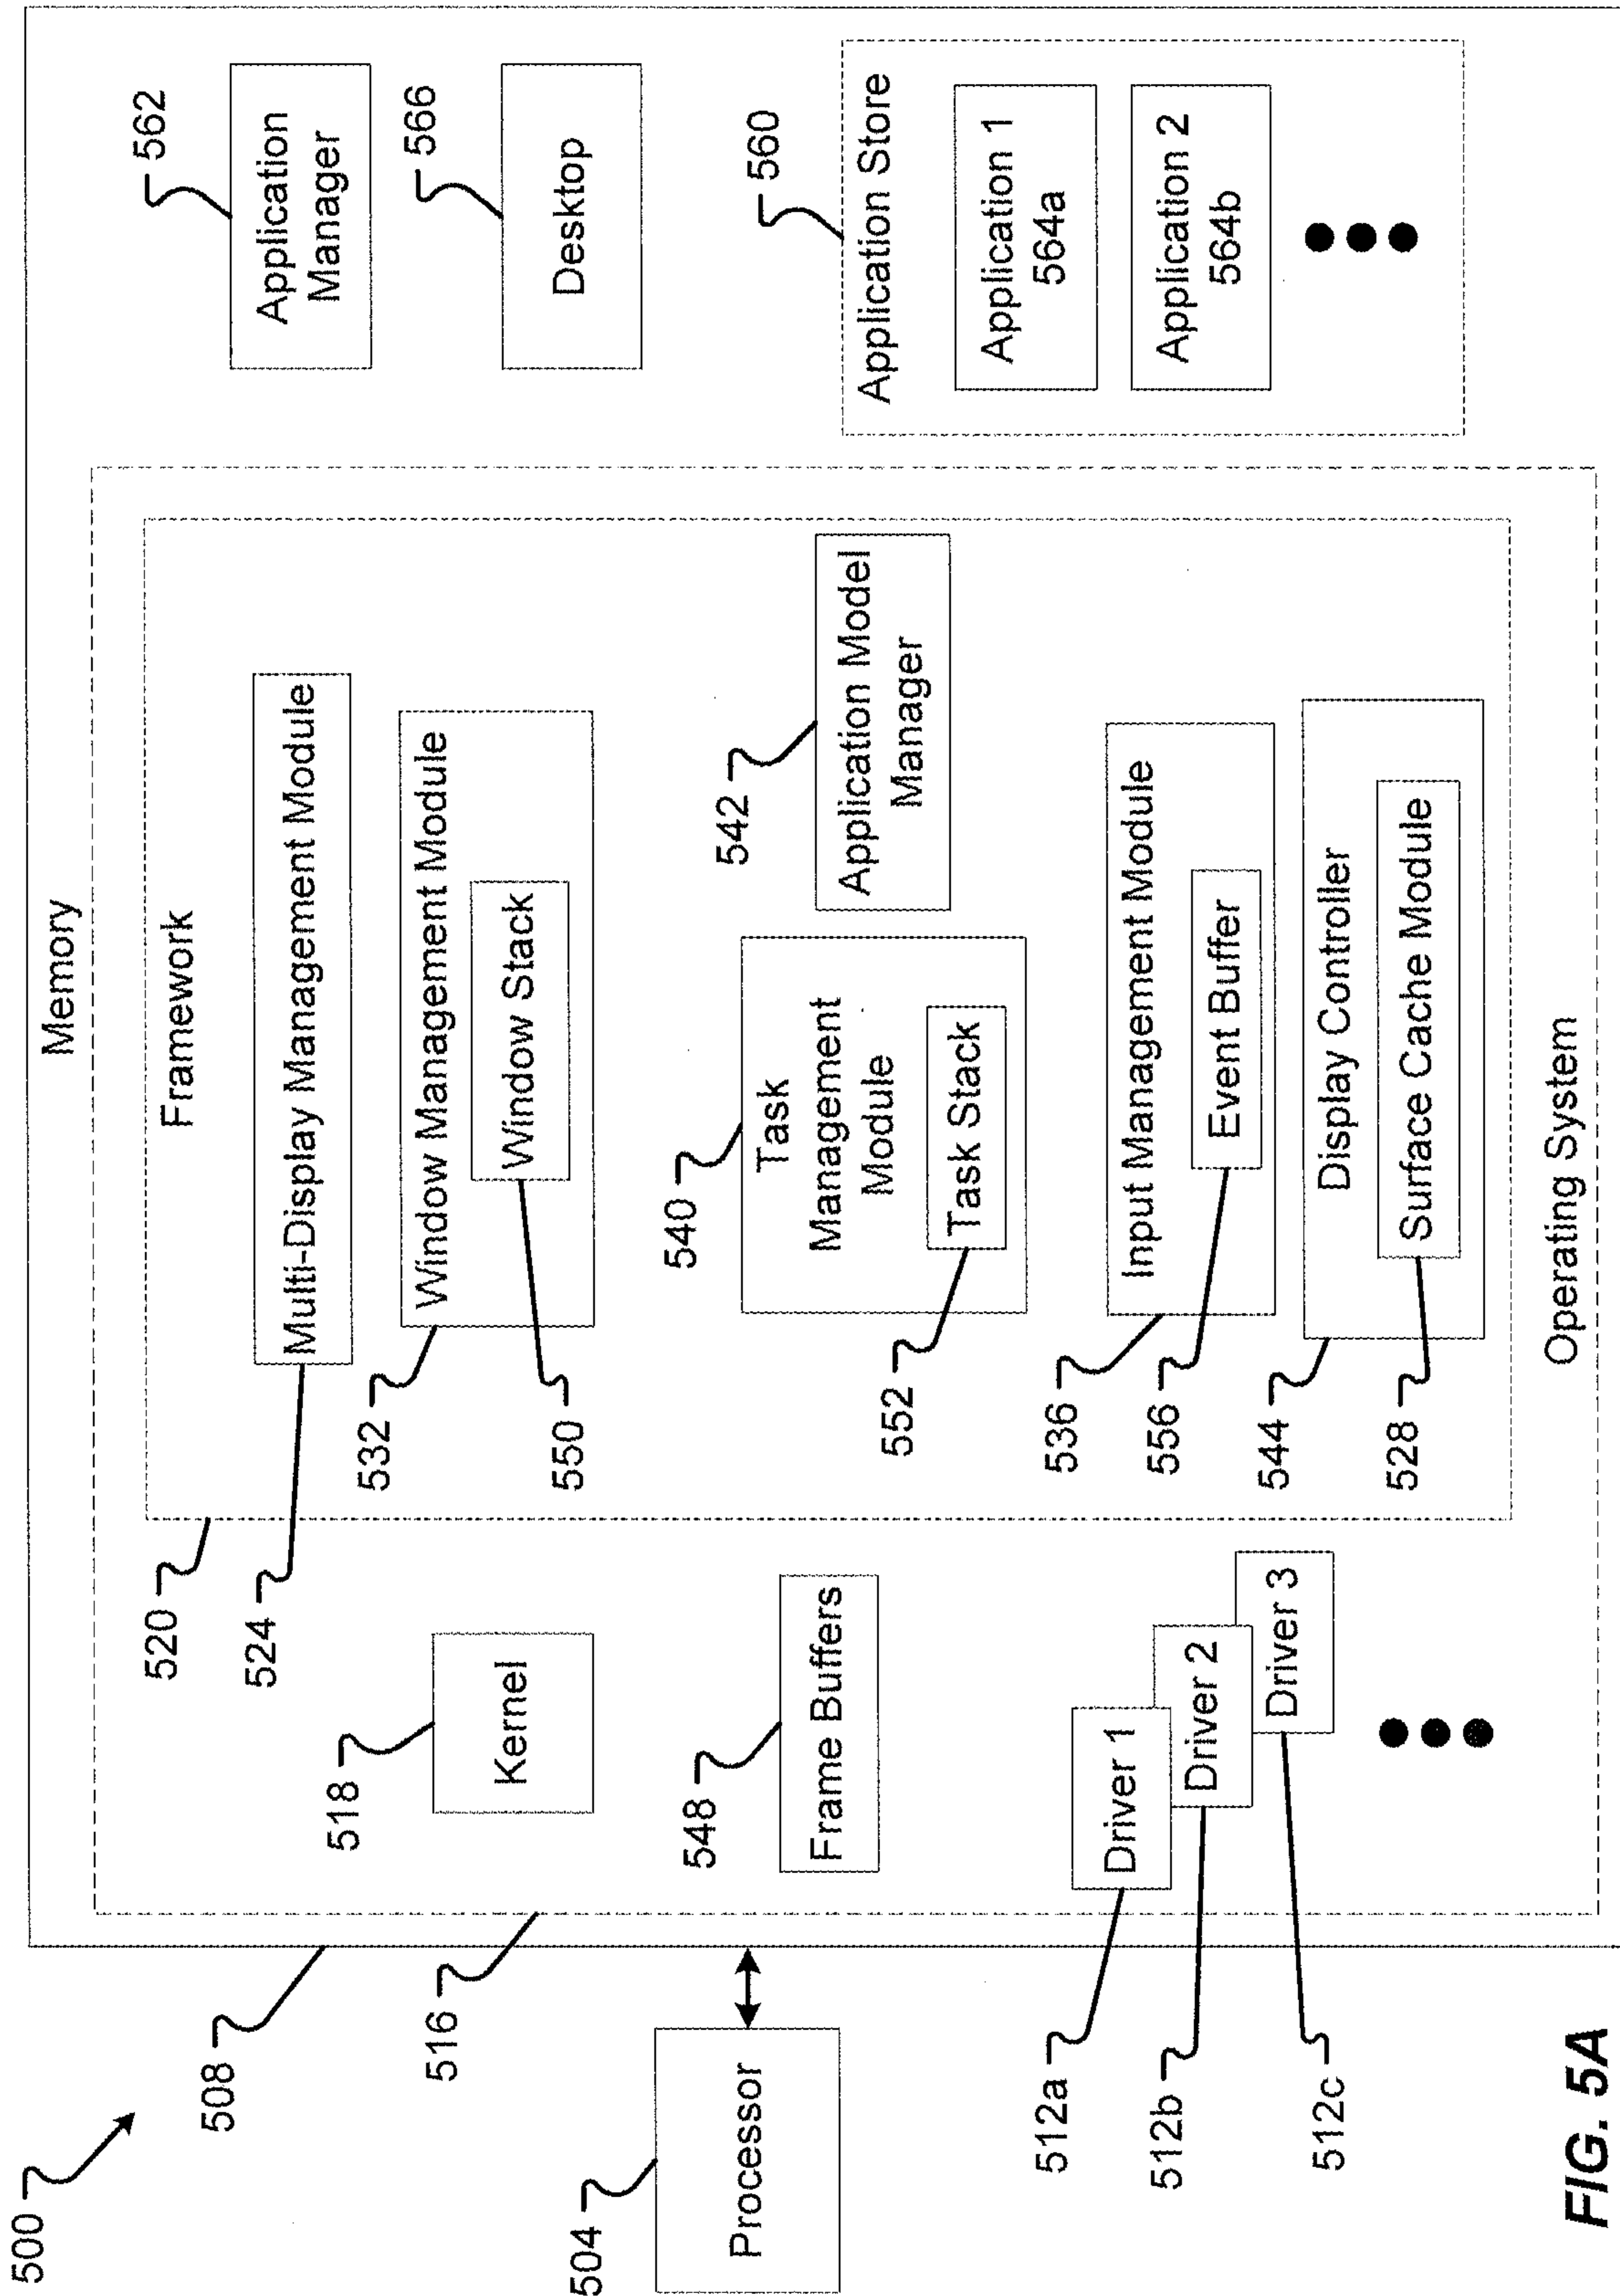 500
508
Memory
516
520
Framework
562
Application
Manager
524
Multi-Display Management Module
518
Kernel
532
Window Management Module
550
Window Stack
566
Desktop
504
Processor
548
Frame Buffers
540
Task
Management
Module
552
Task Stack
542
Application Model
Manager
560
Application Store
Application 1
564a
Application 2
564b
512a
Driver 1
512b
Driver 2
512c
Driver 3
536
Input Management Module
556
Event Buffer
544
Display Controller
528
Surface Cache Module
Operating System
FIG. 5A